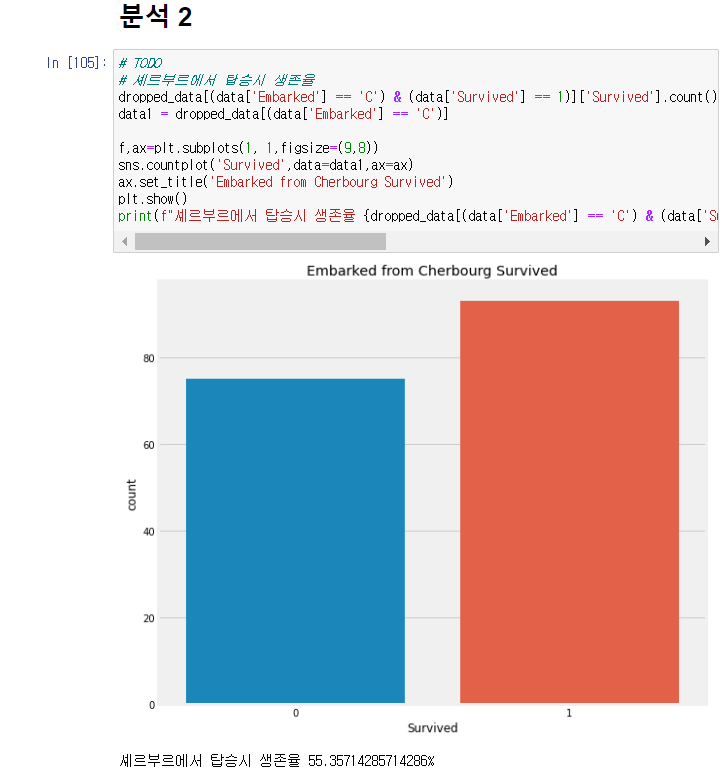 분석 2
In [105]:
# TODO
# 셰르부르에서 탑승시 생존율
dropped_data[(data['Embarked'] == 'C') & (data['Survived'] == 1)]['Survived'].count()
data1 = dropped_data[(data['Embarked'] == 'C')]
f,ax=plt.subplots(1, 1,figsize=(9,8))
sns.countplot('Survived',data=data1,ax=ax)
ax.set_title('Embarked from Cherbourg Survived')
plt.show()
print(f"셰르부르에서 탑승시 생존율 {dropped_data[(data['Embarked'] == 'C') & (data['S
Embarked from Cherbourg Survived
80
60
40
20
0
count
0 1
Survived
셰르부르에서 탑승시 생존율 55.35714285714286%